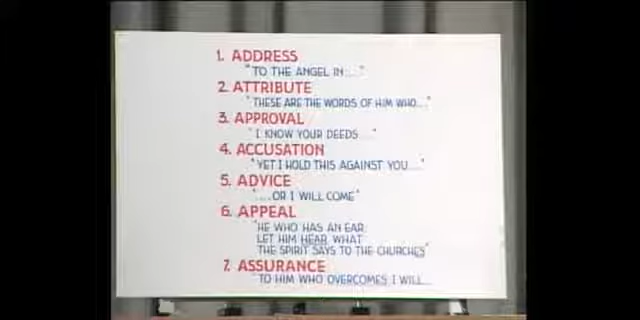 1. ADDRESS
"TO THE ANGEL IN...."
2. ATTRIBUTE
"THESE ARE THE WORDS OF HIM WHO..."
3. APPROVAL
"I KNOW YOUR DEEDS...."
4. ACCUSATION
"YET I HOLD THIS AGAINST YOU...."
5. ADVICE
"....OR I WILL COME"
6. APPEAL
"HE WHO HAS AN EAR
LET HIM HEAR WHAT
THE SPIRIT SAYS TO THE CHURCHES"
7. ASSURANCE
"TO HIM WHO OVERCOMES I WILL...